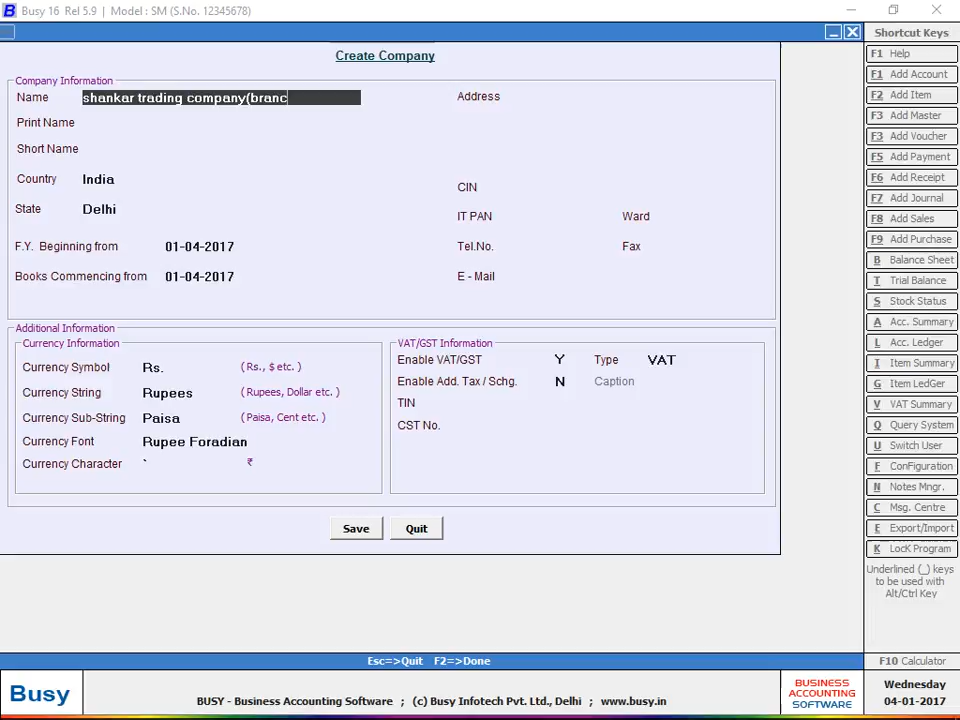 Busy 16 Rel 5.9 | Model : SM (S.No. 12345678)
Create Company
Company Information
Name shankar trading company(branc
Address
Print Name
Short Name
Country India
CIN
State Delhi
IT PAN Ward
F.Y. Beginning from 01-04-2017
Tel.No. Fax
Books Commencing from 01-04-2017
E - Mail
Additional Information
Currency Information
Currency Symbol Rs. (Rs., $ etc. )
Currency String Rupees (Rupees, Dollar etc. )
Currency Sub-String Paisa (Paisa, Cent etc. )
Currency Font Rupee Foradian
Currency Character ` ₹
VAT/GST Information
Enable VAT/GST Y Type VAT
Enable Add. Tax / Schg. N Caption
TIN
CST No.
Save Quit
Shortcut Keys
F1 Help
F1 Add Account
F2 Add Item
F3 Add Master
F3 Add Voucher
F5 Add Payment
F6 Add Receipt
F7 Add Journal
F8 Add Sales
F9 Add Purchase
B Balance Sheet
T Trial Balance
S Stock Status
A Acc. Summary
L Acc. Ledger
I Item Summary
G Item LedGer
V VAT Summary
Q Query System
U Switch User
F ConFiguration
N Notes Mngr.
C Msg. Centre
E Export/Import
K LocK Program
Underlined (_) keys
to be used with
Alt/Ctrl Key
Esc=>Quit F2=>Done
F10 Calculator
Busy
BUSY - Business Accounting Software ; (c) Busy Infotech Pvt. Ltd., Delhi ; www.busy.in
BUSINESS
ACCOUNTING
SOFTWARE
Wednesday
04-01-2017